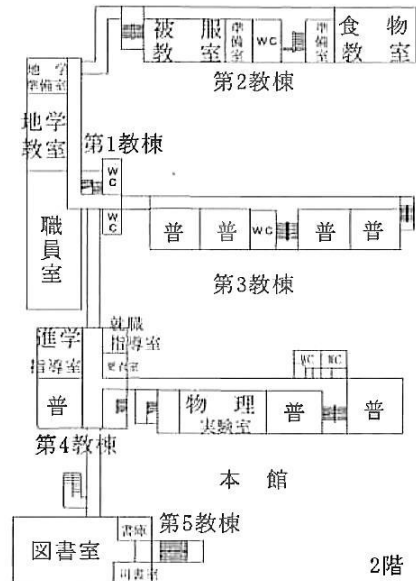 被服教室
準備室
WC
準備室
食物教室
第2教棟
地学準備室
地学教室
第1教棟
WC
WC
職員室
普
普
WC
普
普
第3教棟
進学指導室
就職指導室
更衣室
WC
WC
普
物理実験室
普
普
第4教棟
本館
図書室
書庫
第5教棟
司書室
2階